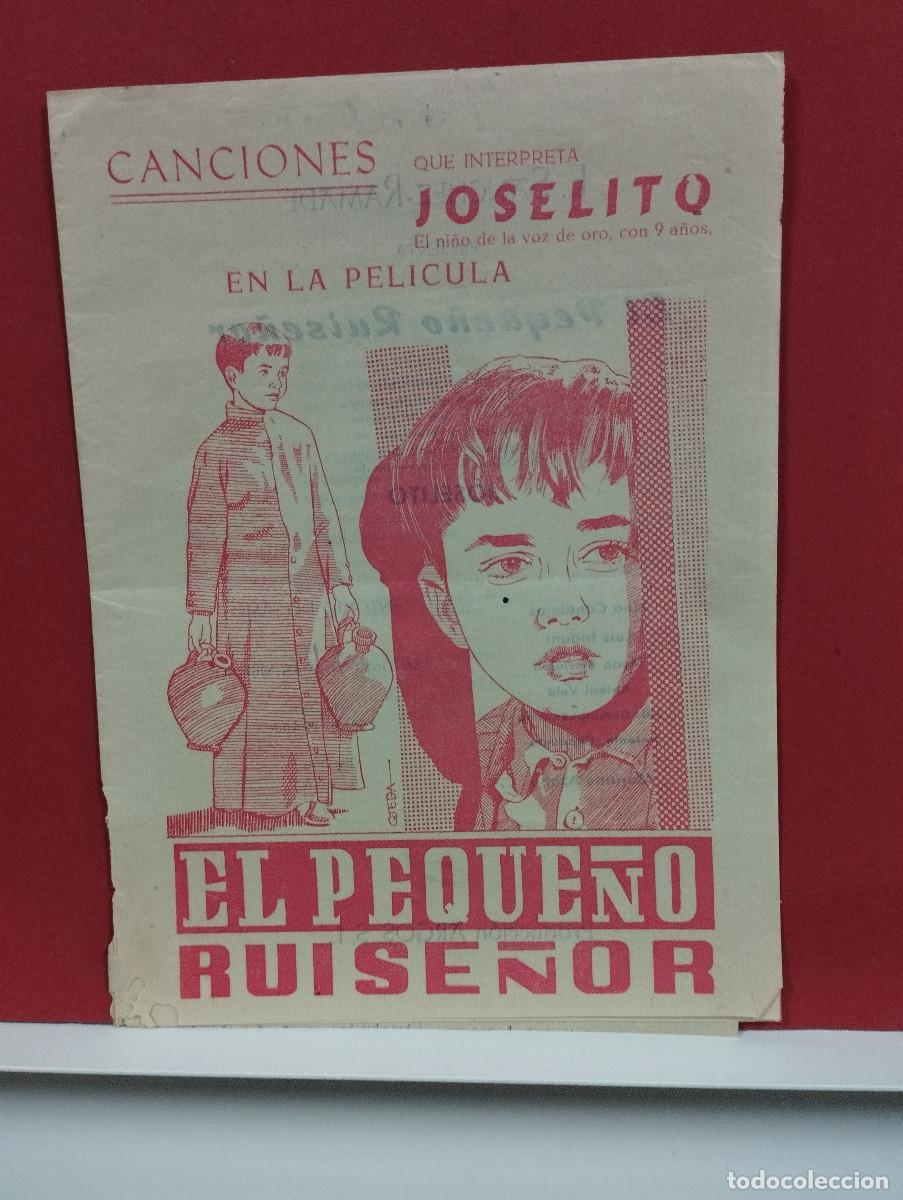 CANCIONES
QUE INTERPRETA
JOSELITO
El niño de la voz de oro, con 9 años,
EN LA PELICULA
EL PEQUEÑO
RUISEÑOR
todocoleccion